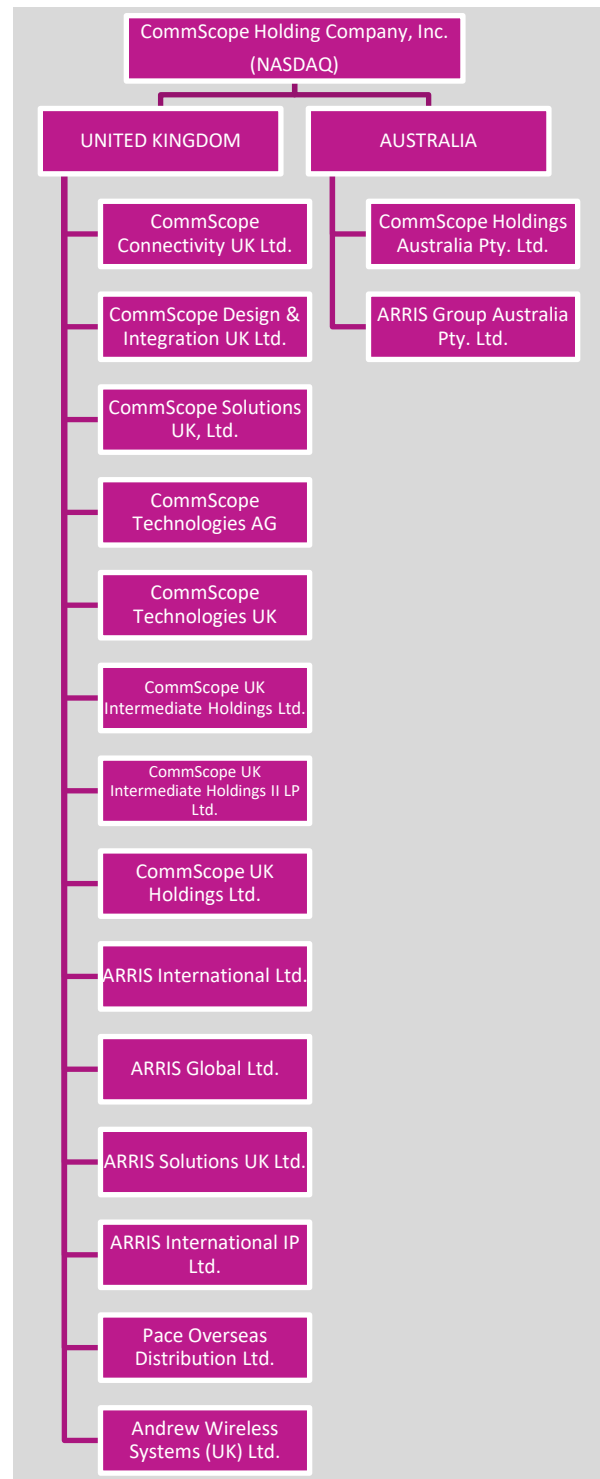 CommScope Holding Company, Inc.
(NASDAQ)
UNITED KINGDOM
AUSTRALIA
CommScope
Connectivity UK Ltd.
CommScope Design &
Integration UK Ltd.
CommScope Solutions
UK, Ltd.
CommScope
Technologies AG
CommScope
Technologies UK
CommScope UK
Intermediate Holdings Ltd.
CommScope UK
Intermediate Holdings II LP
Ltd.
CommScope UK
Holdings Ltd.
ARRIS International Ltd.
ARRIS Global Ltd.
ARRIS Solutions UK Ltd.
ARRIS International IP
Ltd.
Pace Overseas
Distribution Ltd.
Andrew Wireless
Systems (UK) Ltd.
CommScope Holdings
Australia Pty. Ltd.
ARRIS Group Australia
Pty. Ltd.